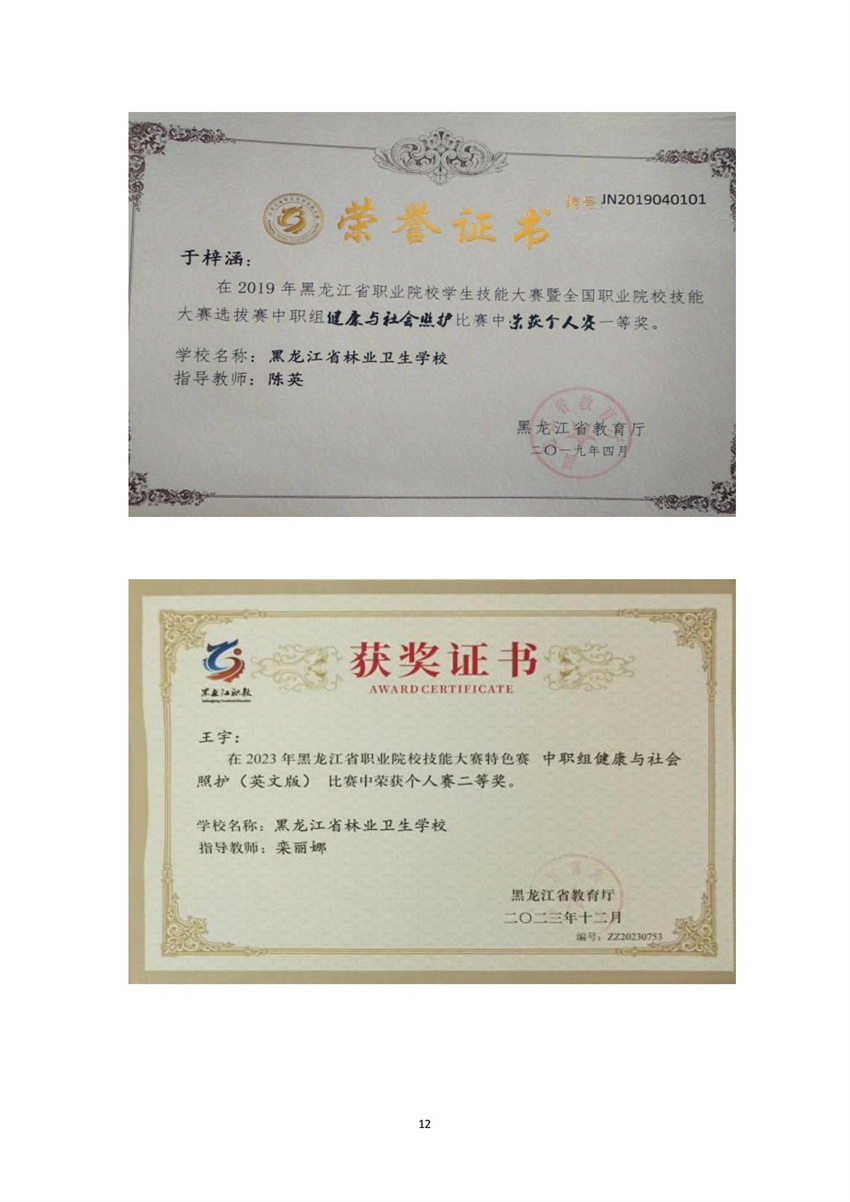 编号 JN2019040101
荣誉证书
于梓涵：
在 2019 年黑龙江省职业院校学生技能大赛暨全国职业院校技能
大赛选拔赛中职组健康与社会照护比赛中荣获个人赛一等奖。
学校名称：黑龙江省林业卫生学校
指导教师：陈英
黑龙江省教育厅
二〇一九年四月
获奖证书
AWARD CERTIFICATE
黑龙江职教
王宇：
在 2023 年黑龙江省职业院校技能大赛特色赛 中职组健康与社会
照护（英文版） 比赛中荣获个人赛二等奖。
学校名称：黑龙江省林业卫生学校
指导教师：栾丽娜
黑龙江省教育厅
二〇二三年十二月
编号：ZZ20230753
12